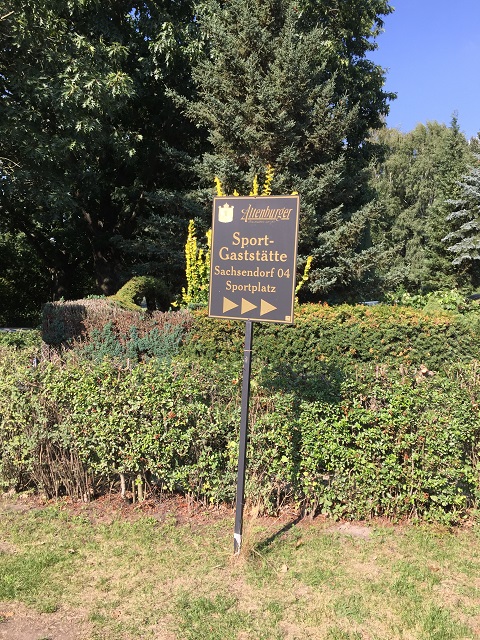 Altenburger
Sport-
Gaststätte
Sachsendorf 04
Sportplatz